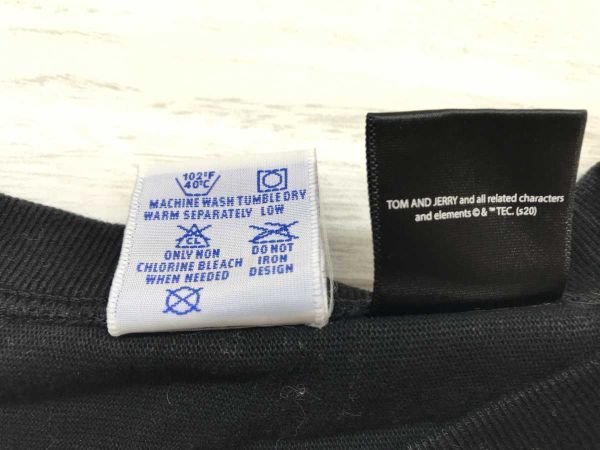 102°F
40°C
MACHINE WASH TUMBLE DRY
WARM SEPARATELY LOW
CL
ONLY NON
CHLORINE BLEACH
WHEN NEEDED
DO NOT
IRON
DESIGN
TOM AND JERRY and all related characters
and elements © & ™ TEC. (s20)